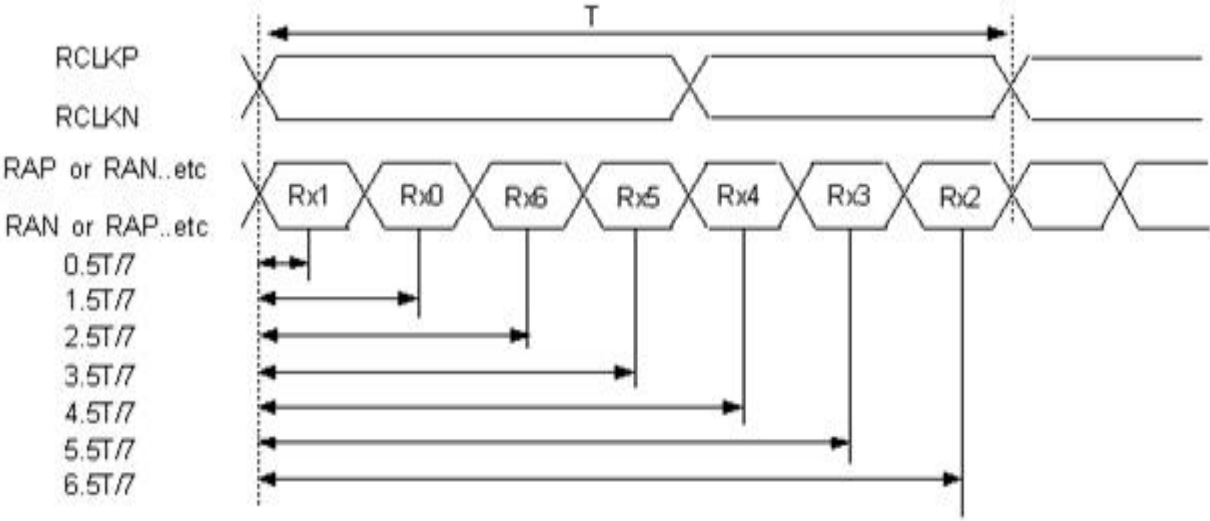 T
RCLKP
RCLKN
RAP or RAN..etc
Rx1 Rx0 Rx6 Rx5 Rx4 Rx3 Rx2
RAN or RAP..etc
0.5T/7
1.5T/7
2.5T/7
3.5T/7
4.5T/7
5.5T/7
6.5T/7